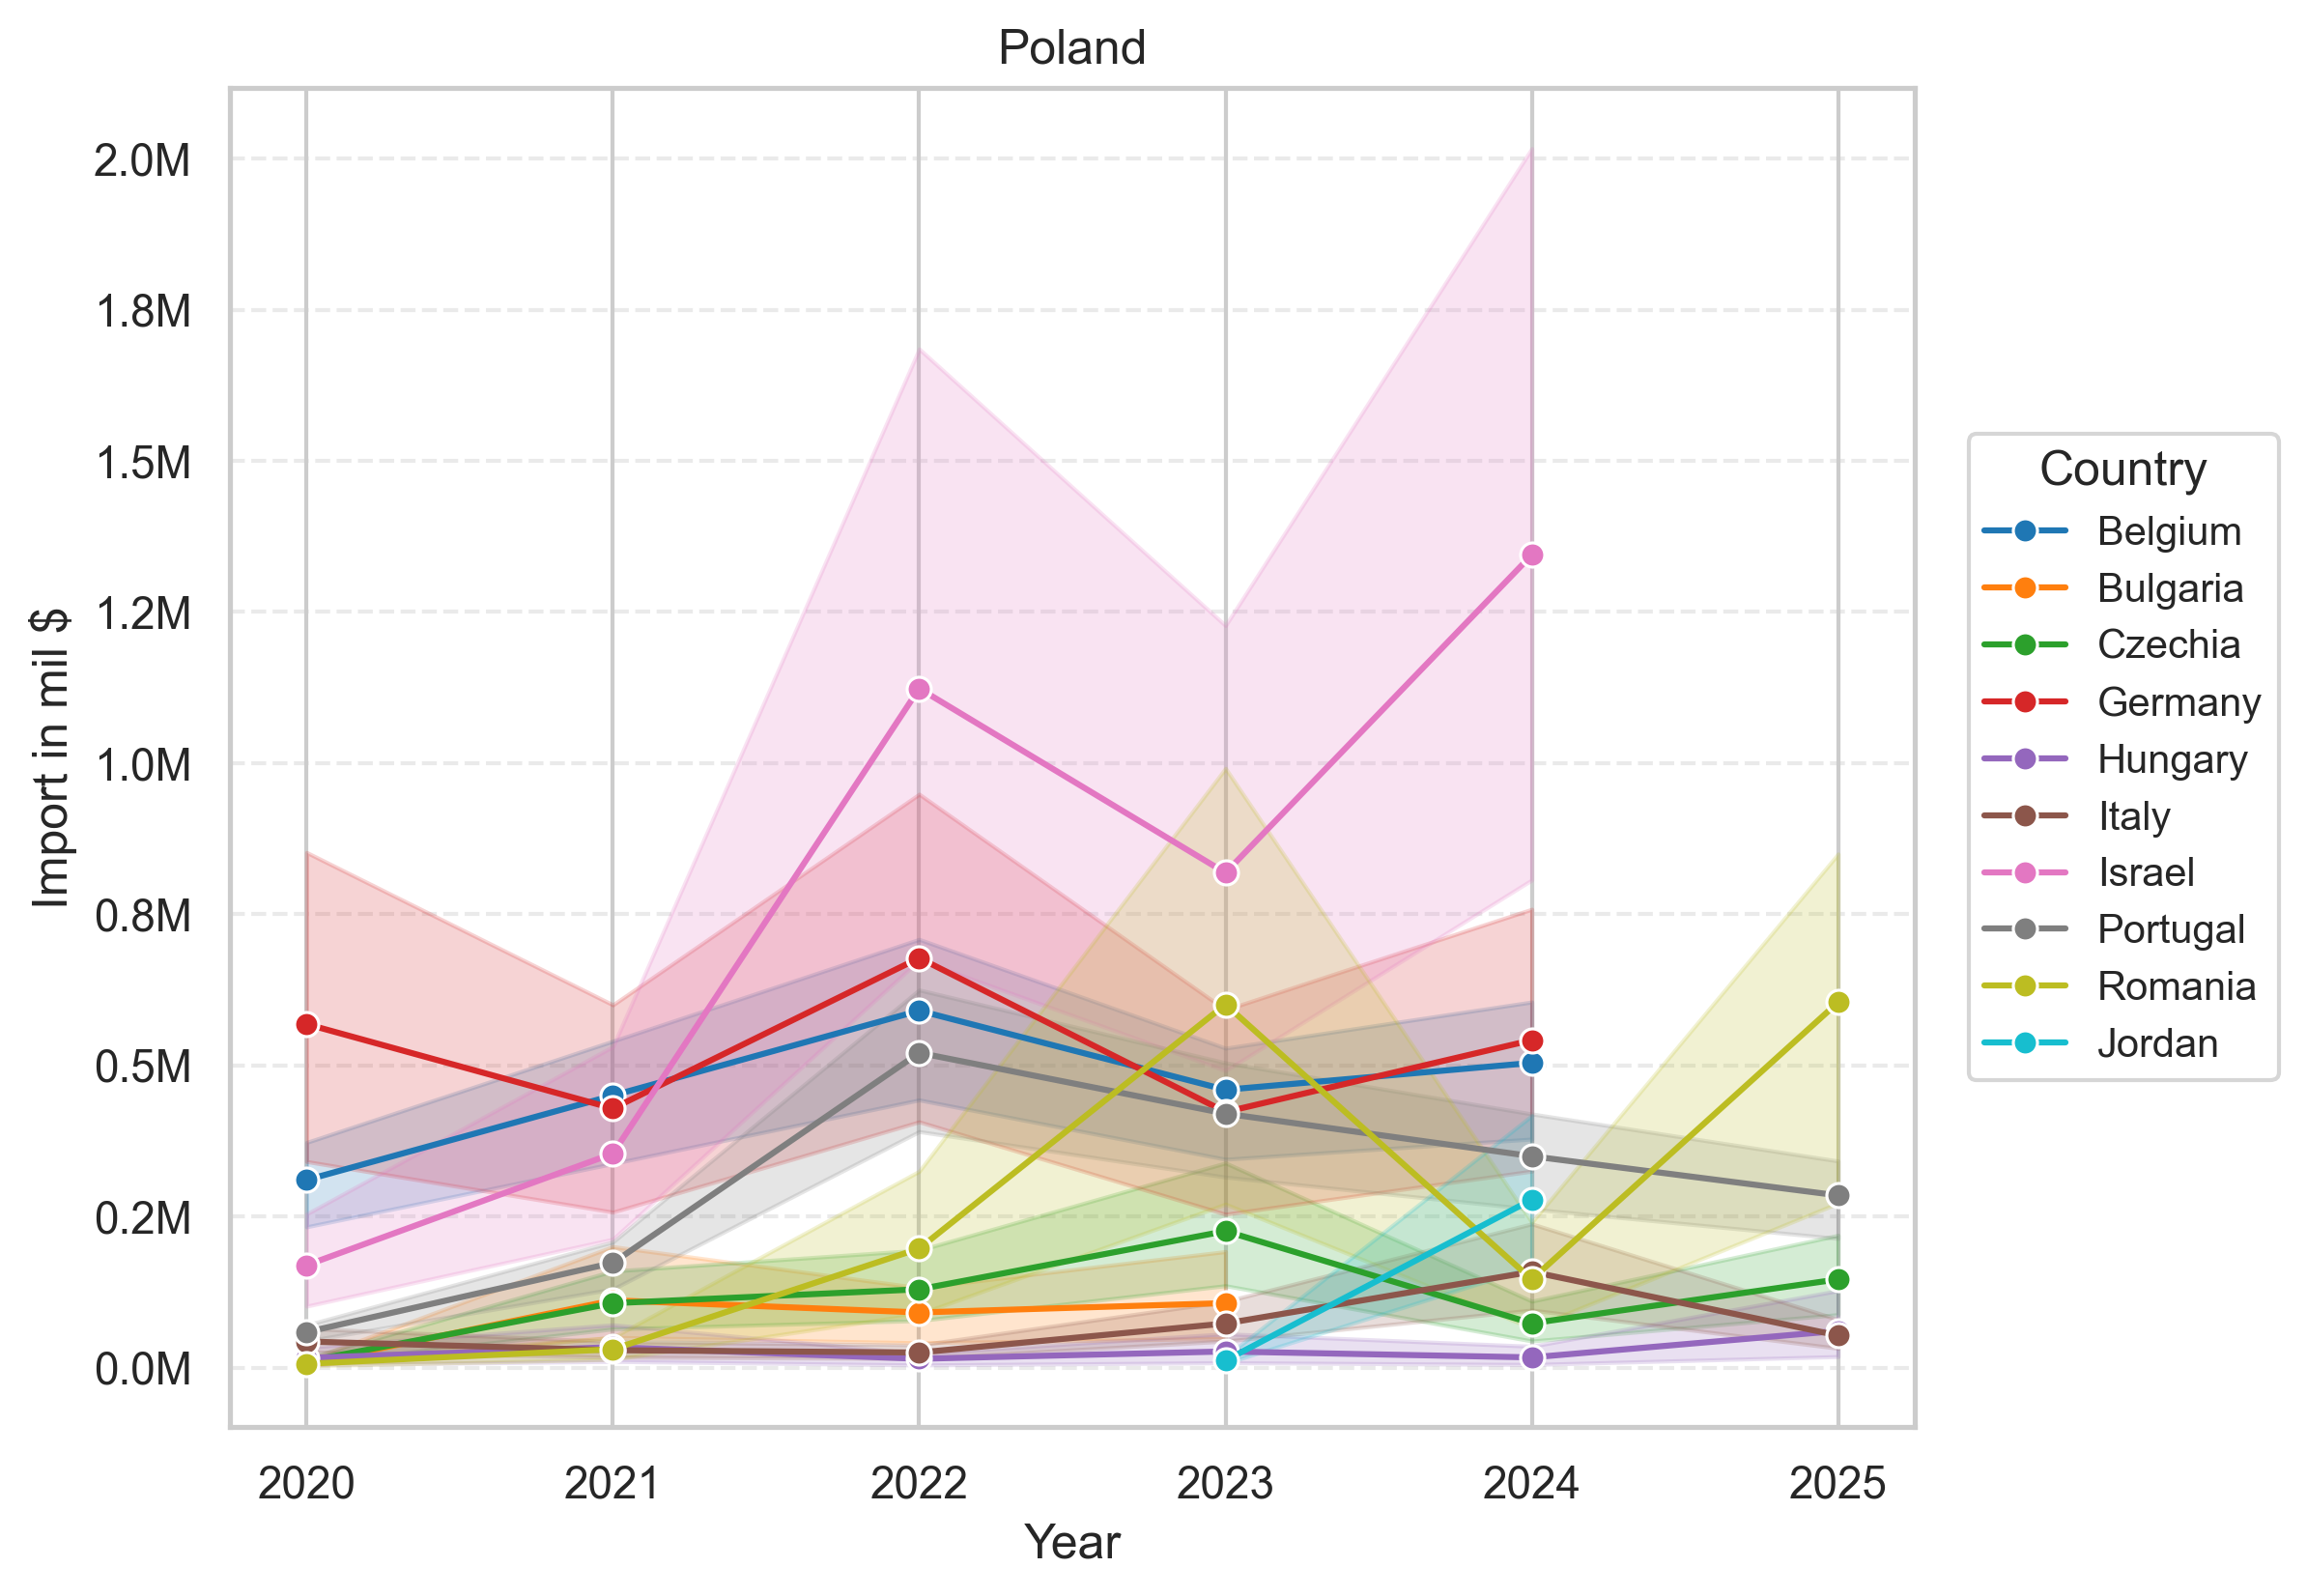 Poland
2.0M
1.8M
1.5M
1.2M
1.0M
0.8M
0.5M
0.2M
0.0M
Import in mil $
2020 2021 2022 2023 2024 2025
Year
Country
Belgium
Bulgaria
Czechia
Germany
Hungary
Italy
Israel
Portugal
Romania
Jordan